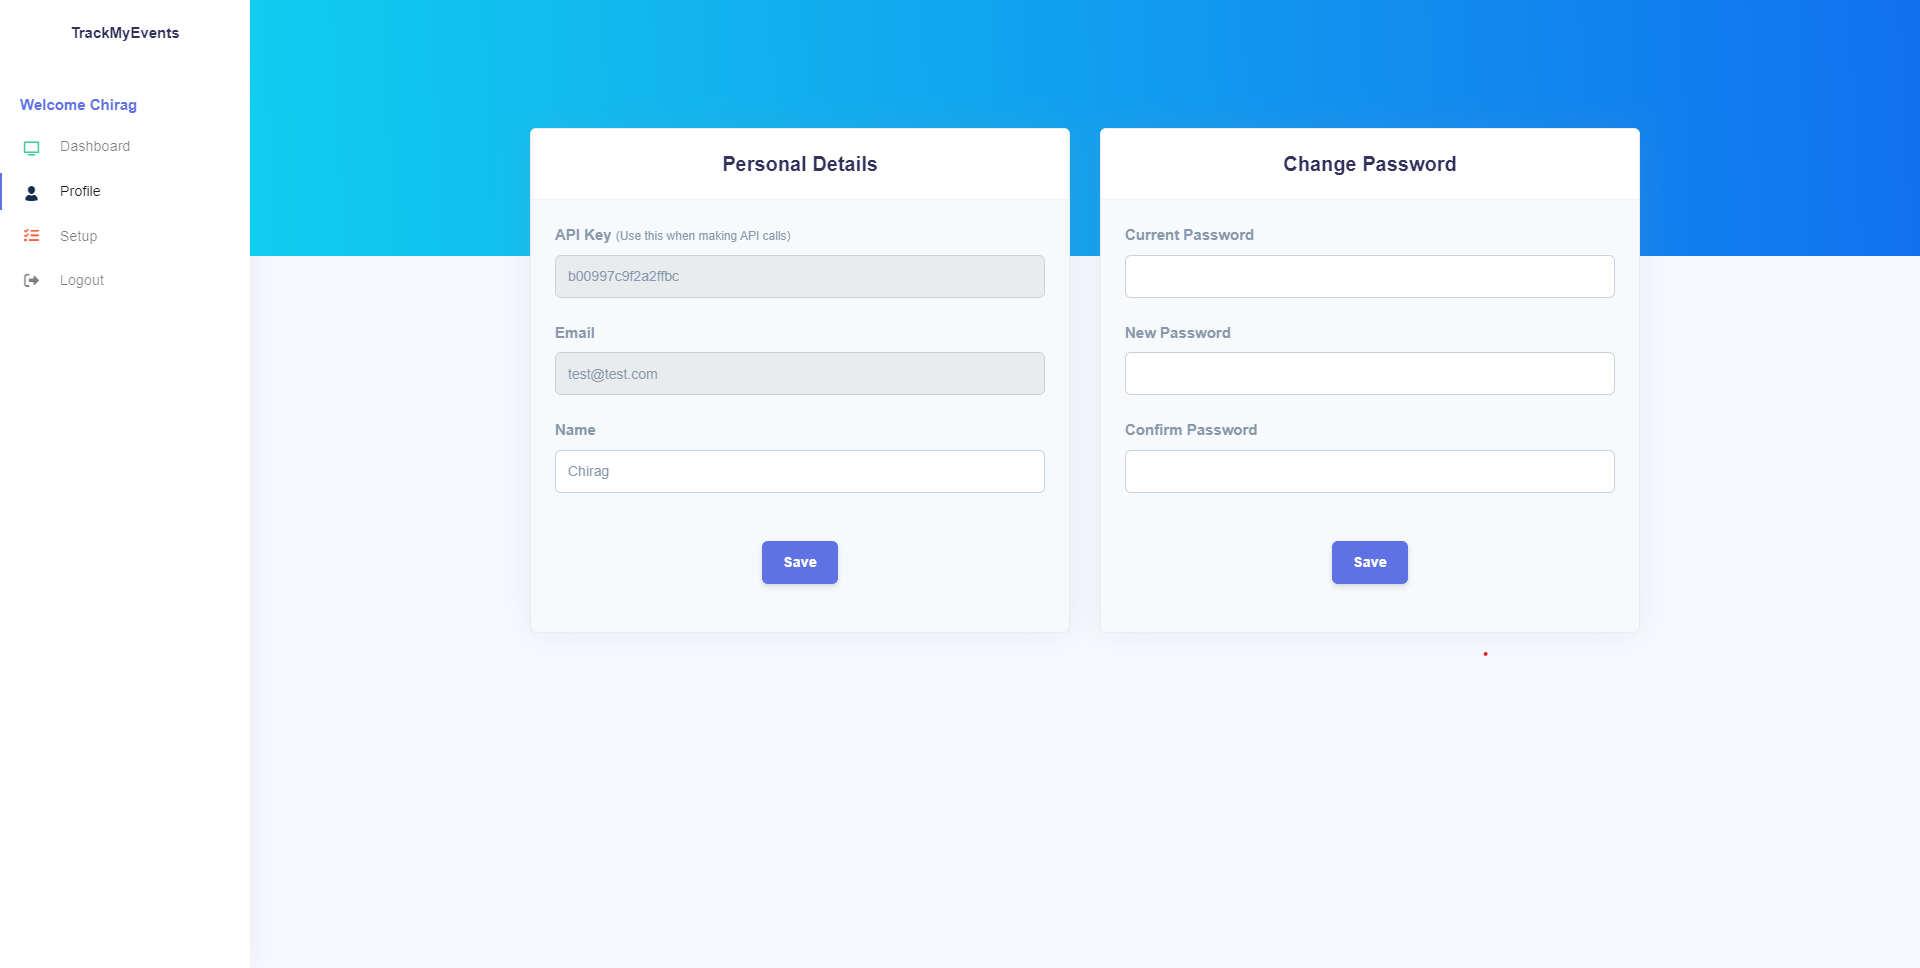 TrackMyEvents
Welcome Chirag
Dashboard
Profile
Setup
Logout
Personal Details
API Key (Use this when making API calls)
b00997c9f2a2ffbc
Email
test@test.com
Name
Chirag
Save
Change Password
Current Password
New Password
Confirm Password
Save